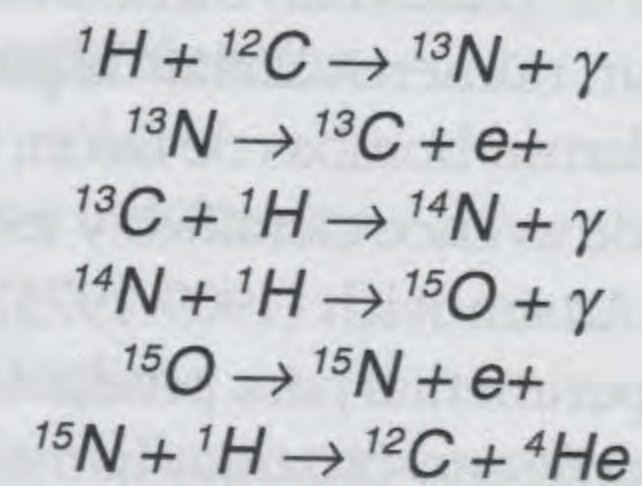 ¹H + ¹²C → ¹³N + γ
¹³N → ¹³C + e+
¹³C + ¹H → ¹⁴N + γ
¹⁴N + ¹H → ¹⁵O + γ
¹⁵O → ¹⁵N + e+
¹⁵N + ¹H → ¹²C + ⁴He